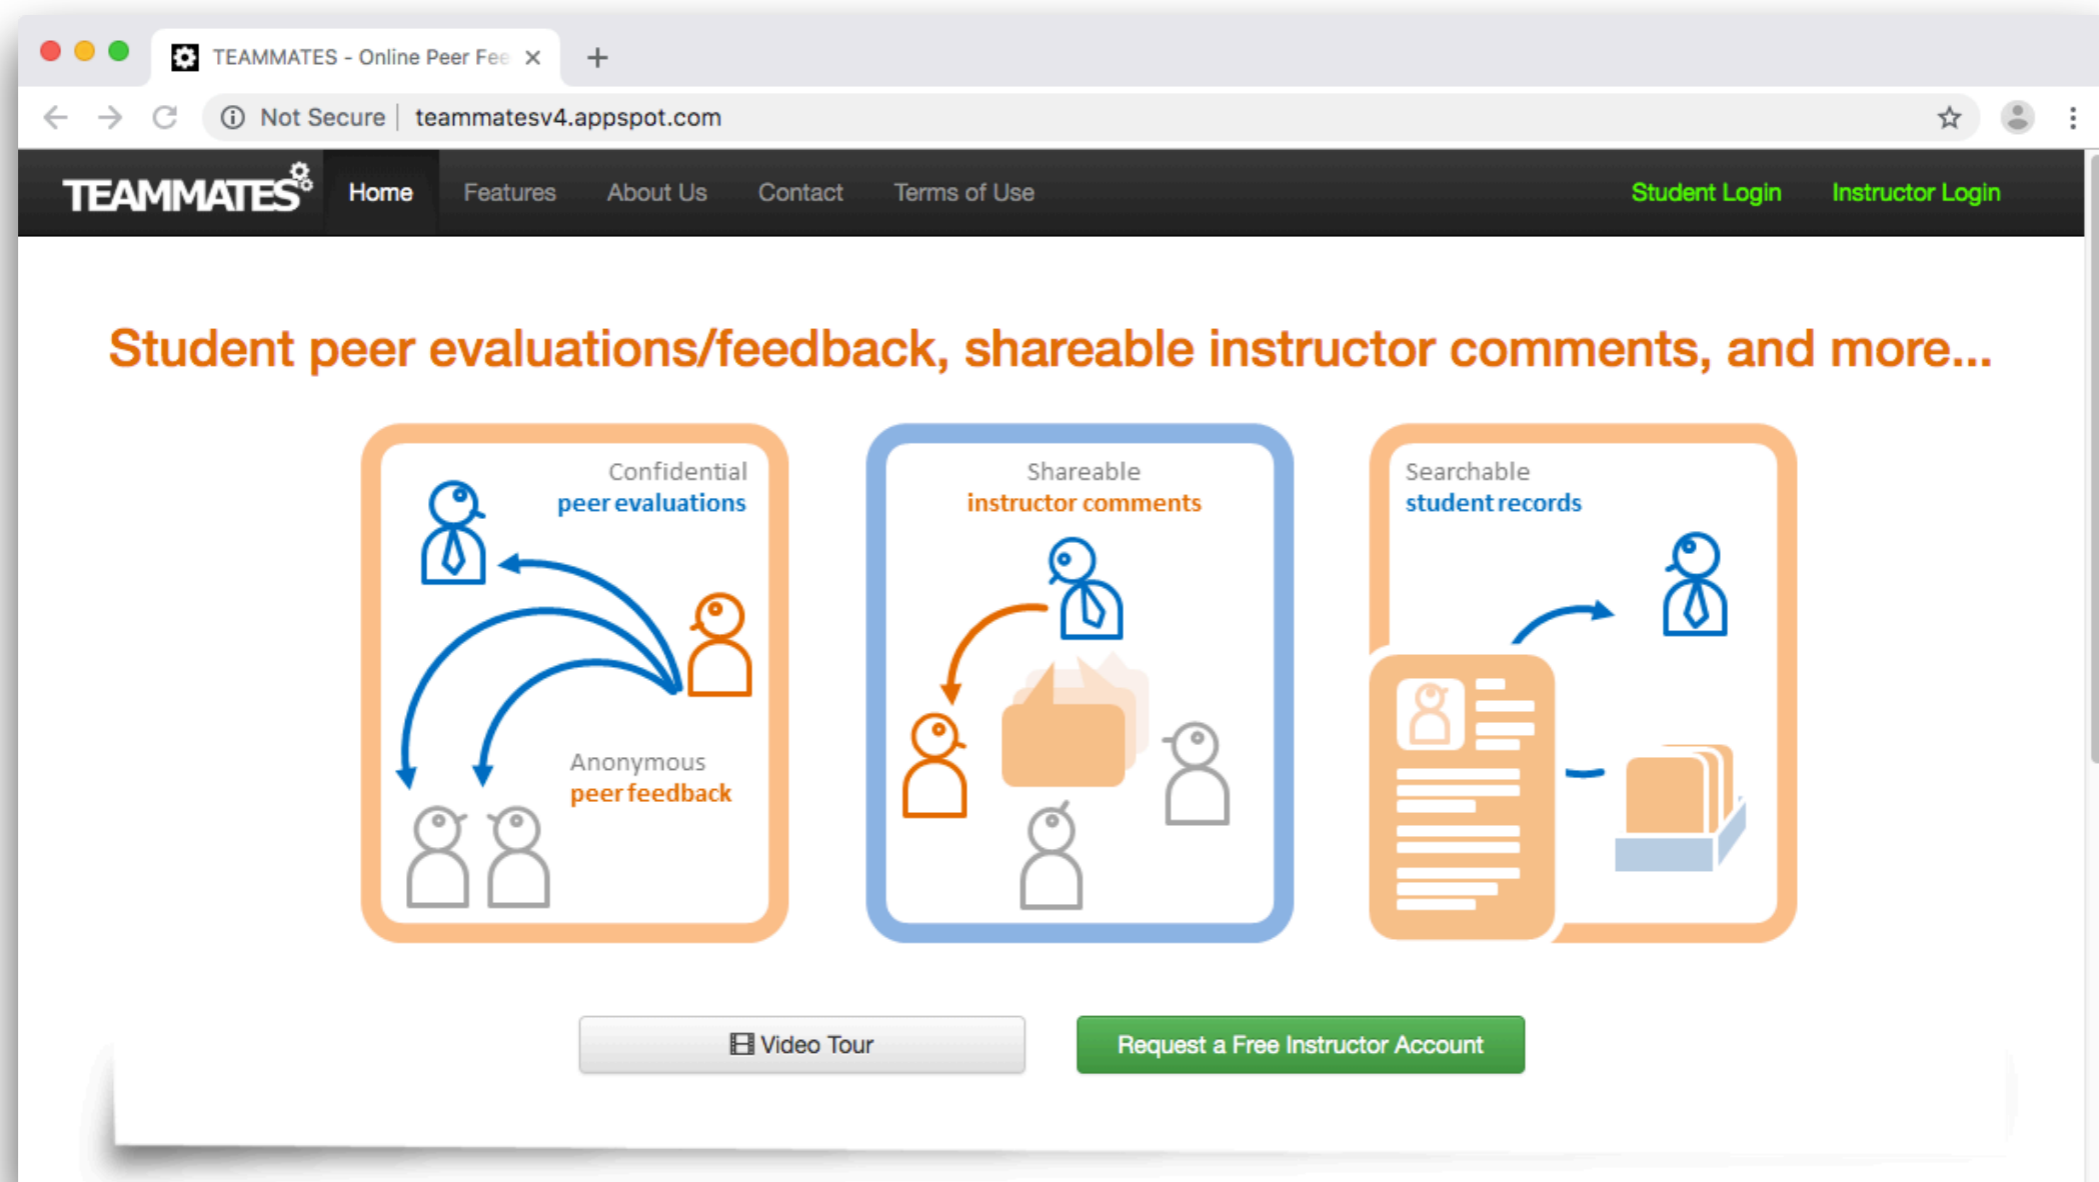 TEAMMATES - Online Peer Fee
Not Secure | teammatesv4.appspot.com
TEAMMATES Home Features About Us Contact Terms of Use Student Login Instructor Login
Student peer evaluations/feedback, shareable instructor comments, and more...
Confidential
peer evaluations
Anonymous
peer feedback
Shareable
instructor comments
Searchable
student records
Video Tour
Request a Free Instructor Account